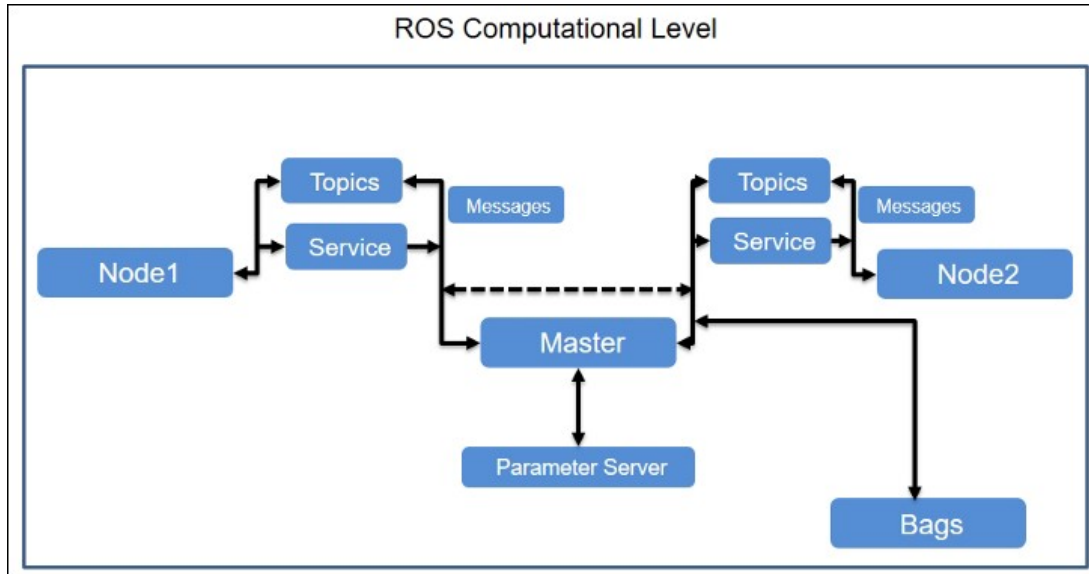 ROS Computational Level
Topics
Topics
Messages
Messages
Service
Service
Node1
Node2
Master
Parameter Server
Bags